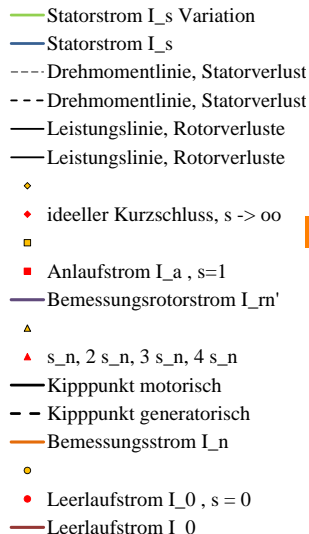 Statorstrom I_s Variation
Statorstrom I_s
Drehmomentlinie, Statorverlust
Drehmomentlinie, Statorverlust
Leistungslinie, Rotorverluste
Leistungslinie, Rotorverluste
ideeller Kurzschluss, s -> oo
Anlaufstrom I_a , s=1
Bemessungsrotorstrom I_rn'
s_n, 2 s_n, 3 s_n, 4 s_n
Kipppunkt motorisch
Kipppunkt generatorisch
Bemessungsstrom I_n
Leerlaufstrom I_0 , s = 0
Leerlaufstrom I_0